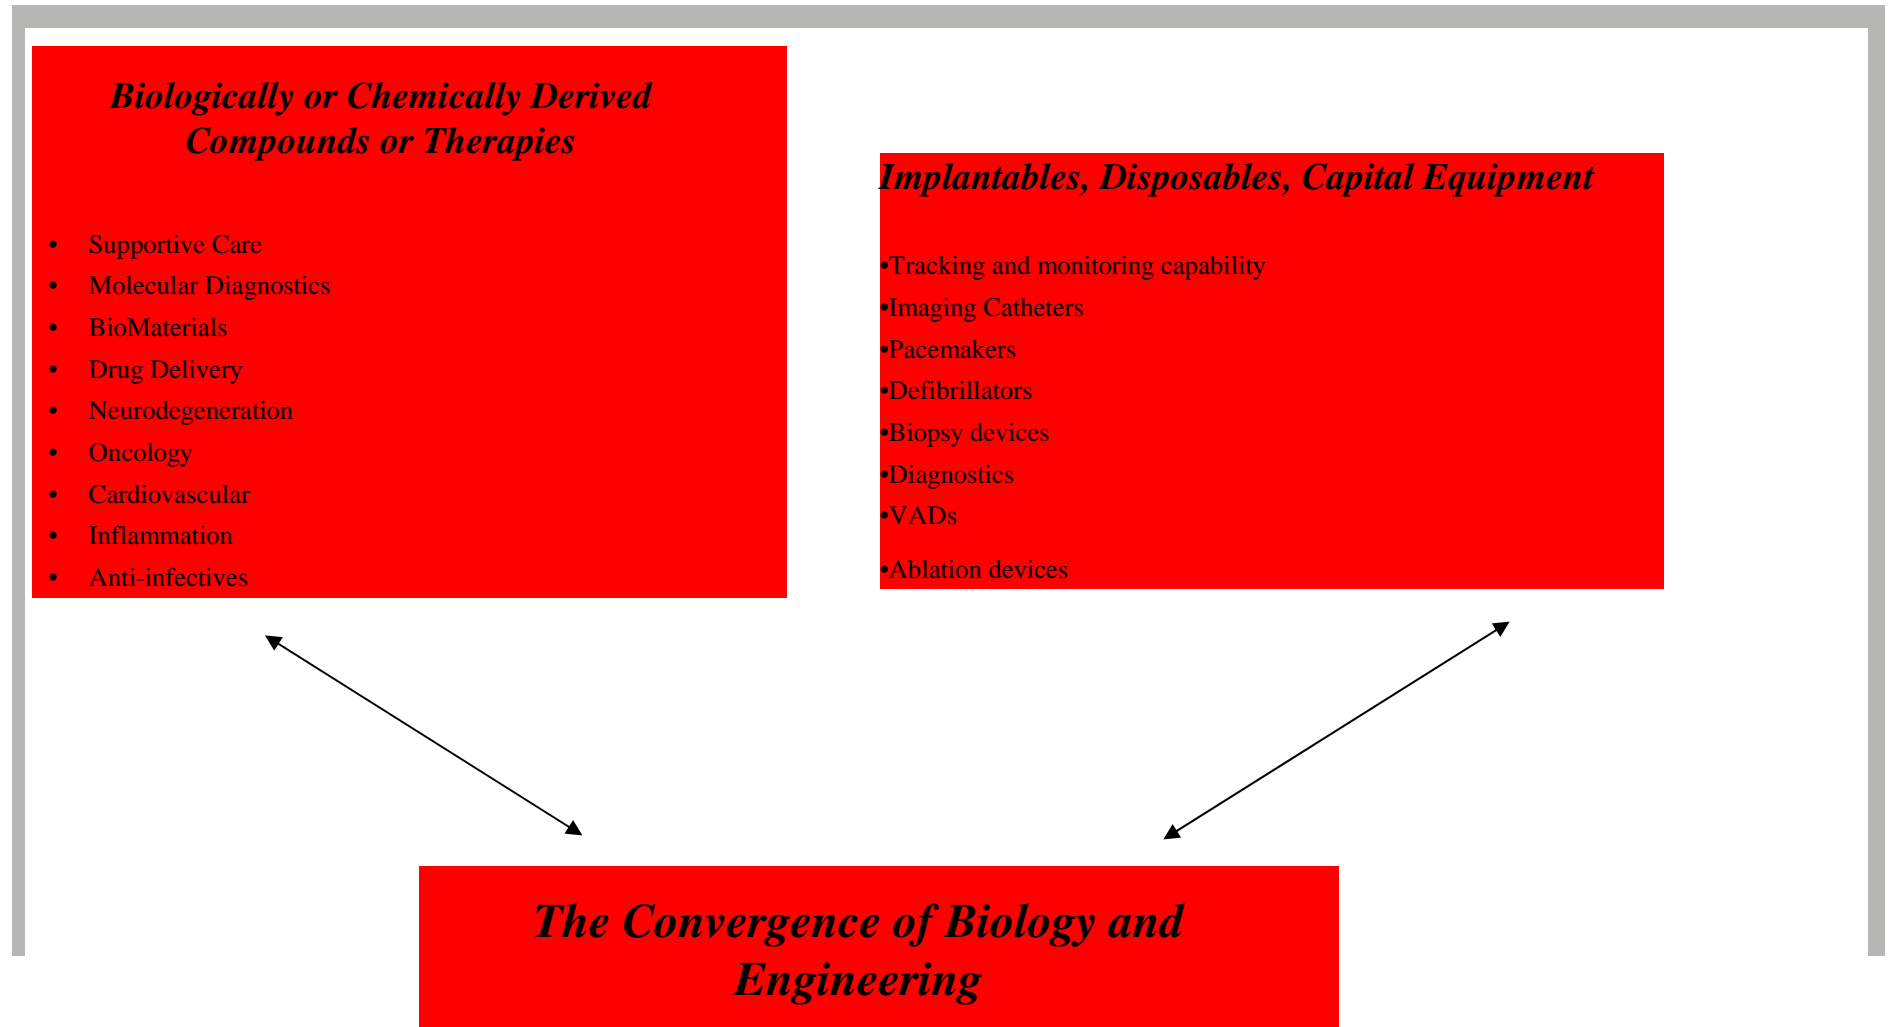 Biologically or Chemically Derived
Compounds or Therapies
• Supportive Care
• Molecular Diagnostics
• BioMaterials
• Drug Delivery
• Neurodegeneration
• Oncology
• Cardiovascular
• Inflammation
• Anti-infectives
Implantables, Disposables, Capital Equipment
•Tracking and monitoring capability
•Imaging Catheters
•Pacemakers
•Defibrillators
•Biopsy devices
•Diagnostics
•VADs
•Ablation devices
The Convergence of Biology and
Engineering